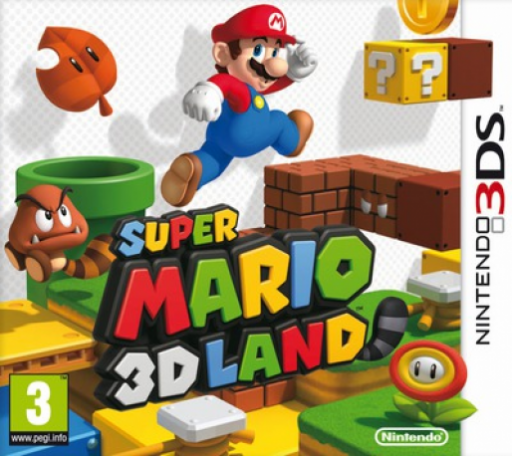 M
? ?
SUPER
MARIO
3D LAND
NINTENDO 3DS
3
www.pegi.info
Nintendo